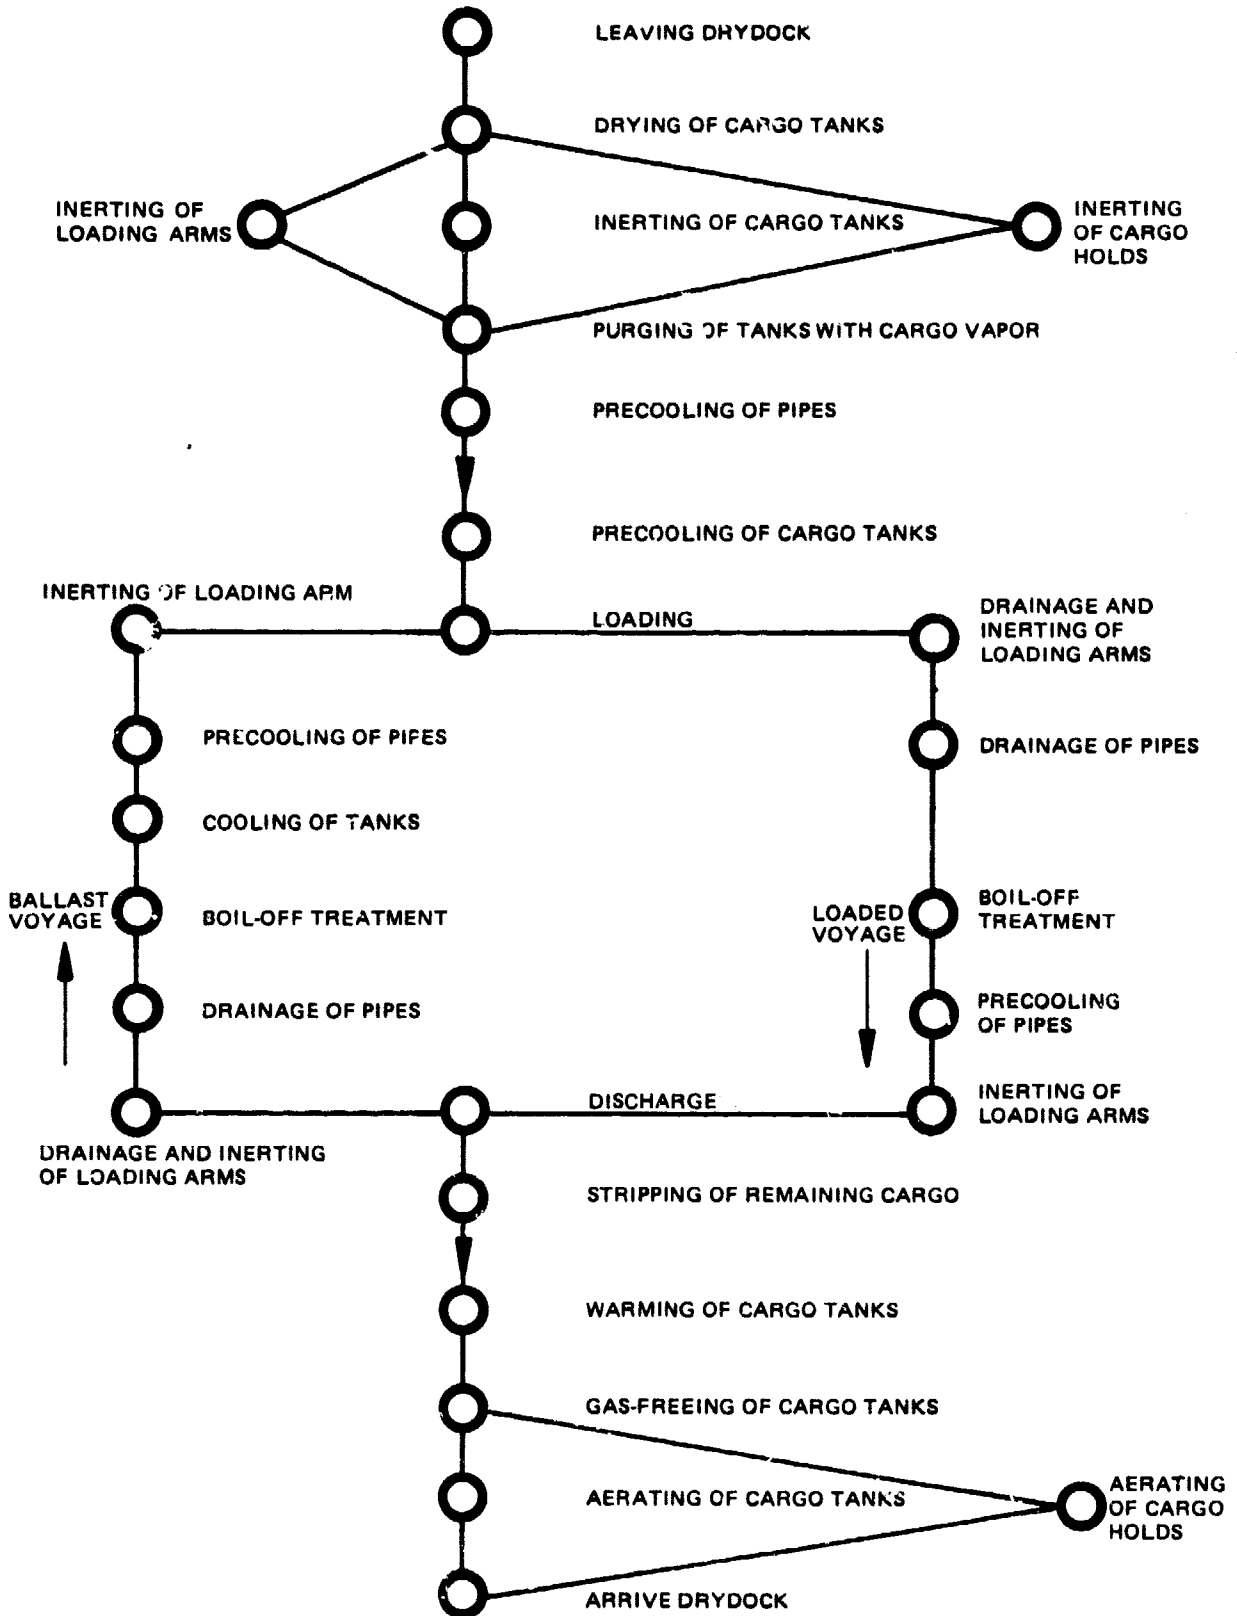 LEAVING DRYDOCK
DRYING OF CARGO TANKS
INERTING OF
LOADING ARMS
INERTING OF CARGO TANKS
INERTING
OF CARGO
HOLDS
PURGING OF TANKS WITH CARGO VAPOR
PRECOOLING OF PIPES
PRECOOLING OF CARGO TANKS
INERTING OF LOADING ARM
LOADING
DRAINAGE AND
INERTING OF
LOADING ARMS
PRECOOLING OF PIPES
DRAINAGE OF PIPES
COOLING OF TANKS
BALLAST
VOYAGE
BOIL-OFF TREATMENT
LOADED
VOYAGE
BOIL-OFF
TREATMENT
DRAINAGE OF PIPES
PRECOOLING
OF PIPES
DISCHARGE
INERTING OF
LOADING ARMS
DRAINAGE AND INERTING
OF LOADING ARMS
STRIPPING OF REMAINING CARGO
WARMING OF CARGO TANKS
GAS-FREEING OF CARGO TANKS
AERATING OF CARGO TANKS
AERATING
OF CARGO
HOLDS
ARRIVE DRYDOCK